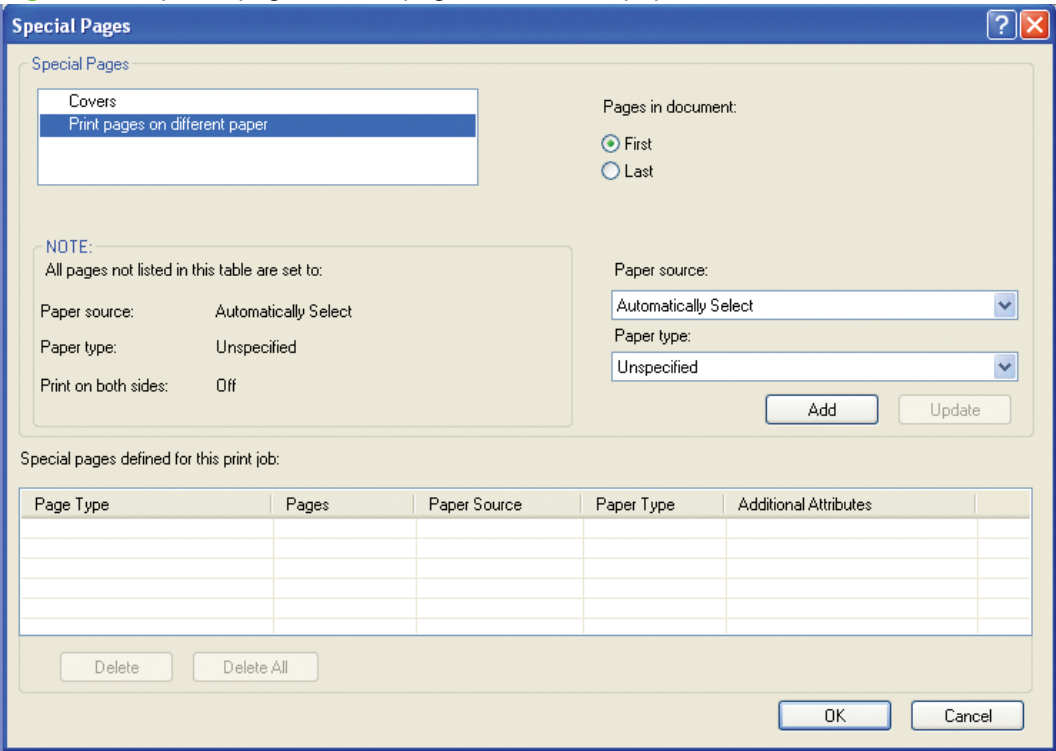 Special Pages
Special Pages
Covers
Print pages on different paper
Pages in document:
First
Last
NOTE:
All pages not listed in this table are set to:
Paper source: Automatically Select
Paper type: Unspecified
Print on both sides: Off
Paper source:
Automatically Select
Paper type:
Unspecified
Add Update
Special pages defined for this print job:
Page Type Pages Paper Source Paper Type Additional Attributes
Delete Delete All
OK Cancel